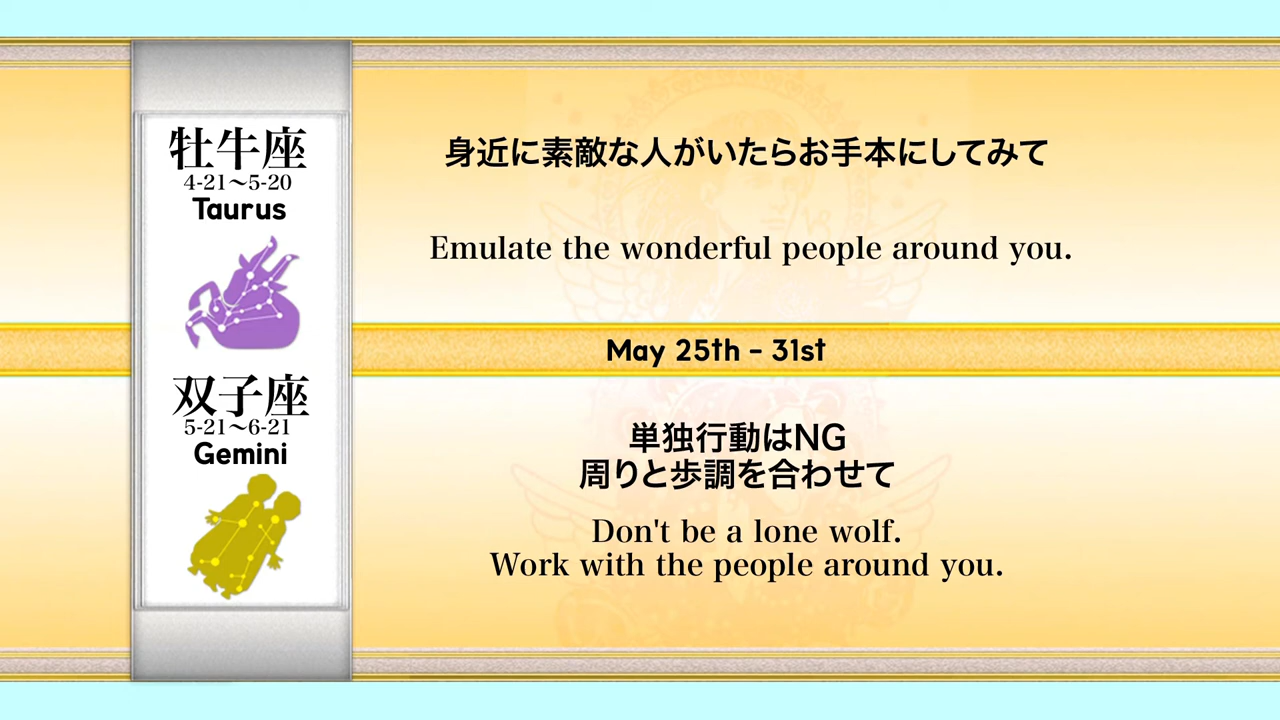 牡牛座
4-21〜5-20
Taurus
身近に素敵な人がいたらお手本にしてみて
Emulate the wonderful people around you.
May 25th - 31st
双子座
5-21〜6-21
Gemini
単独行動はNG
周りと歩調を合わせて
Don't be a lone wolf.
Work with the people around you.